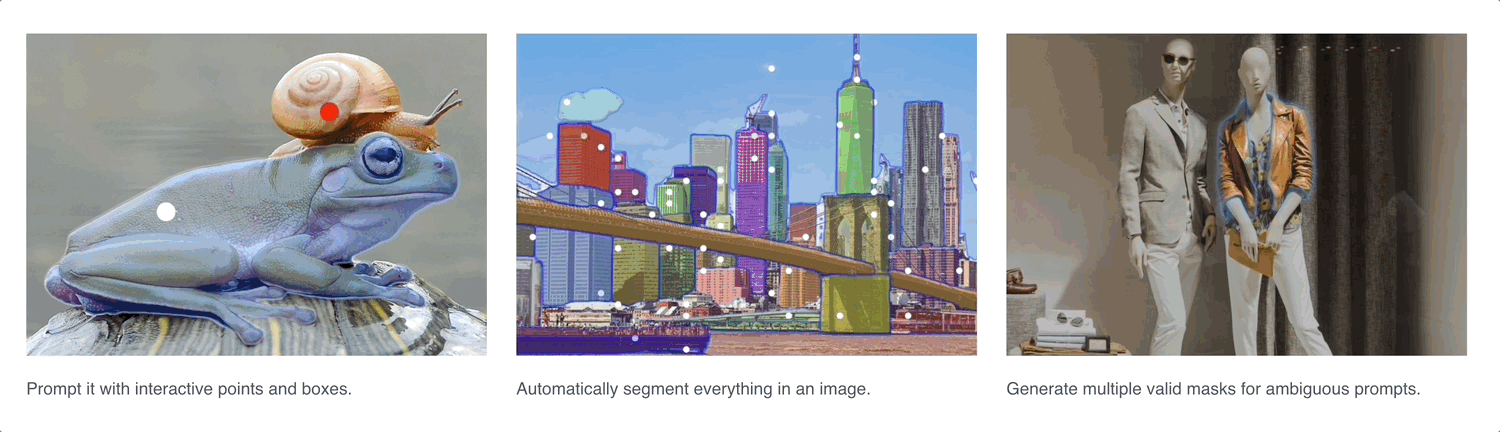 Prompt it with interactive points and boxes.
Automatically segment everything in an image.
Generate multiple valid masks for ambiguous prompts.